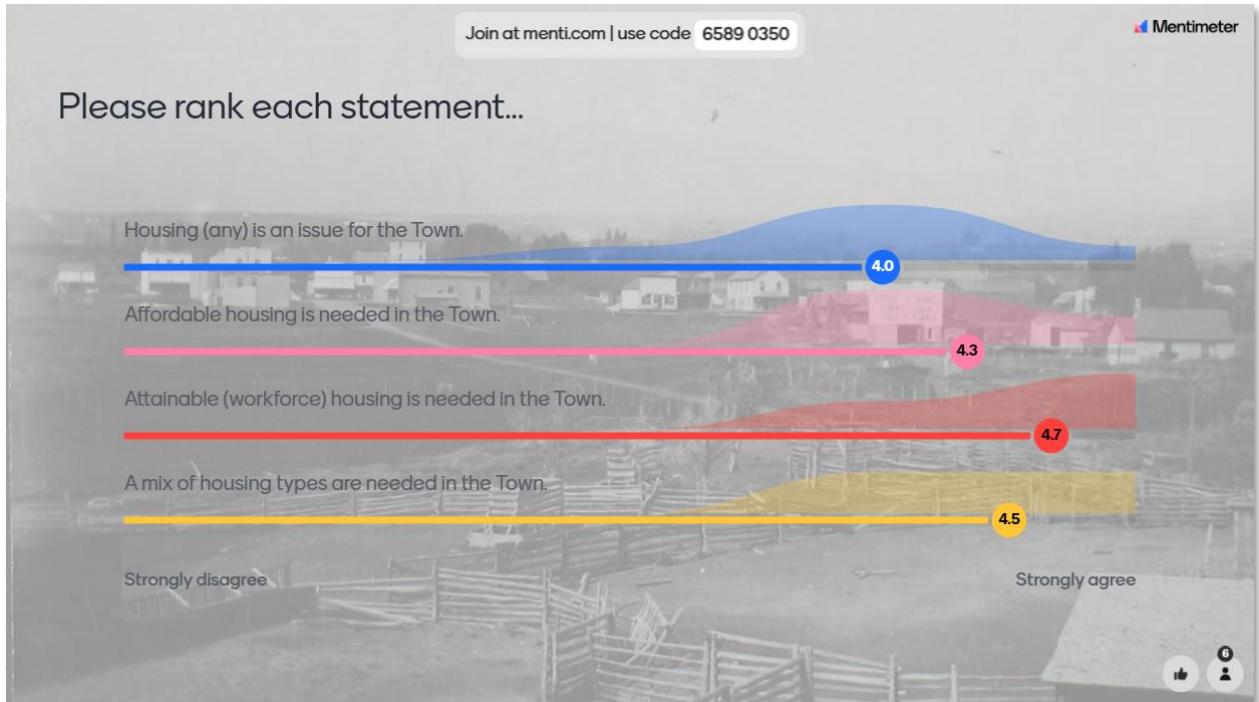 Join at menti.com | use code 6589 0350
Mentimeter
Please rank each statement...
Housing (any) is an issue for the Town.
4.0
Affordable housing is needed in the Town.
4.3
Attainable (workforce) housing is needed in the Town.
4.7
A mix of housing types are needed in the Town.
4.5
Strongly disagree
Strongly agree
6